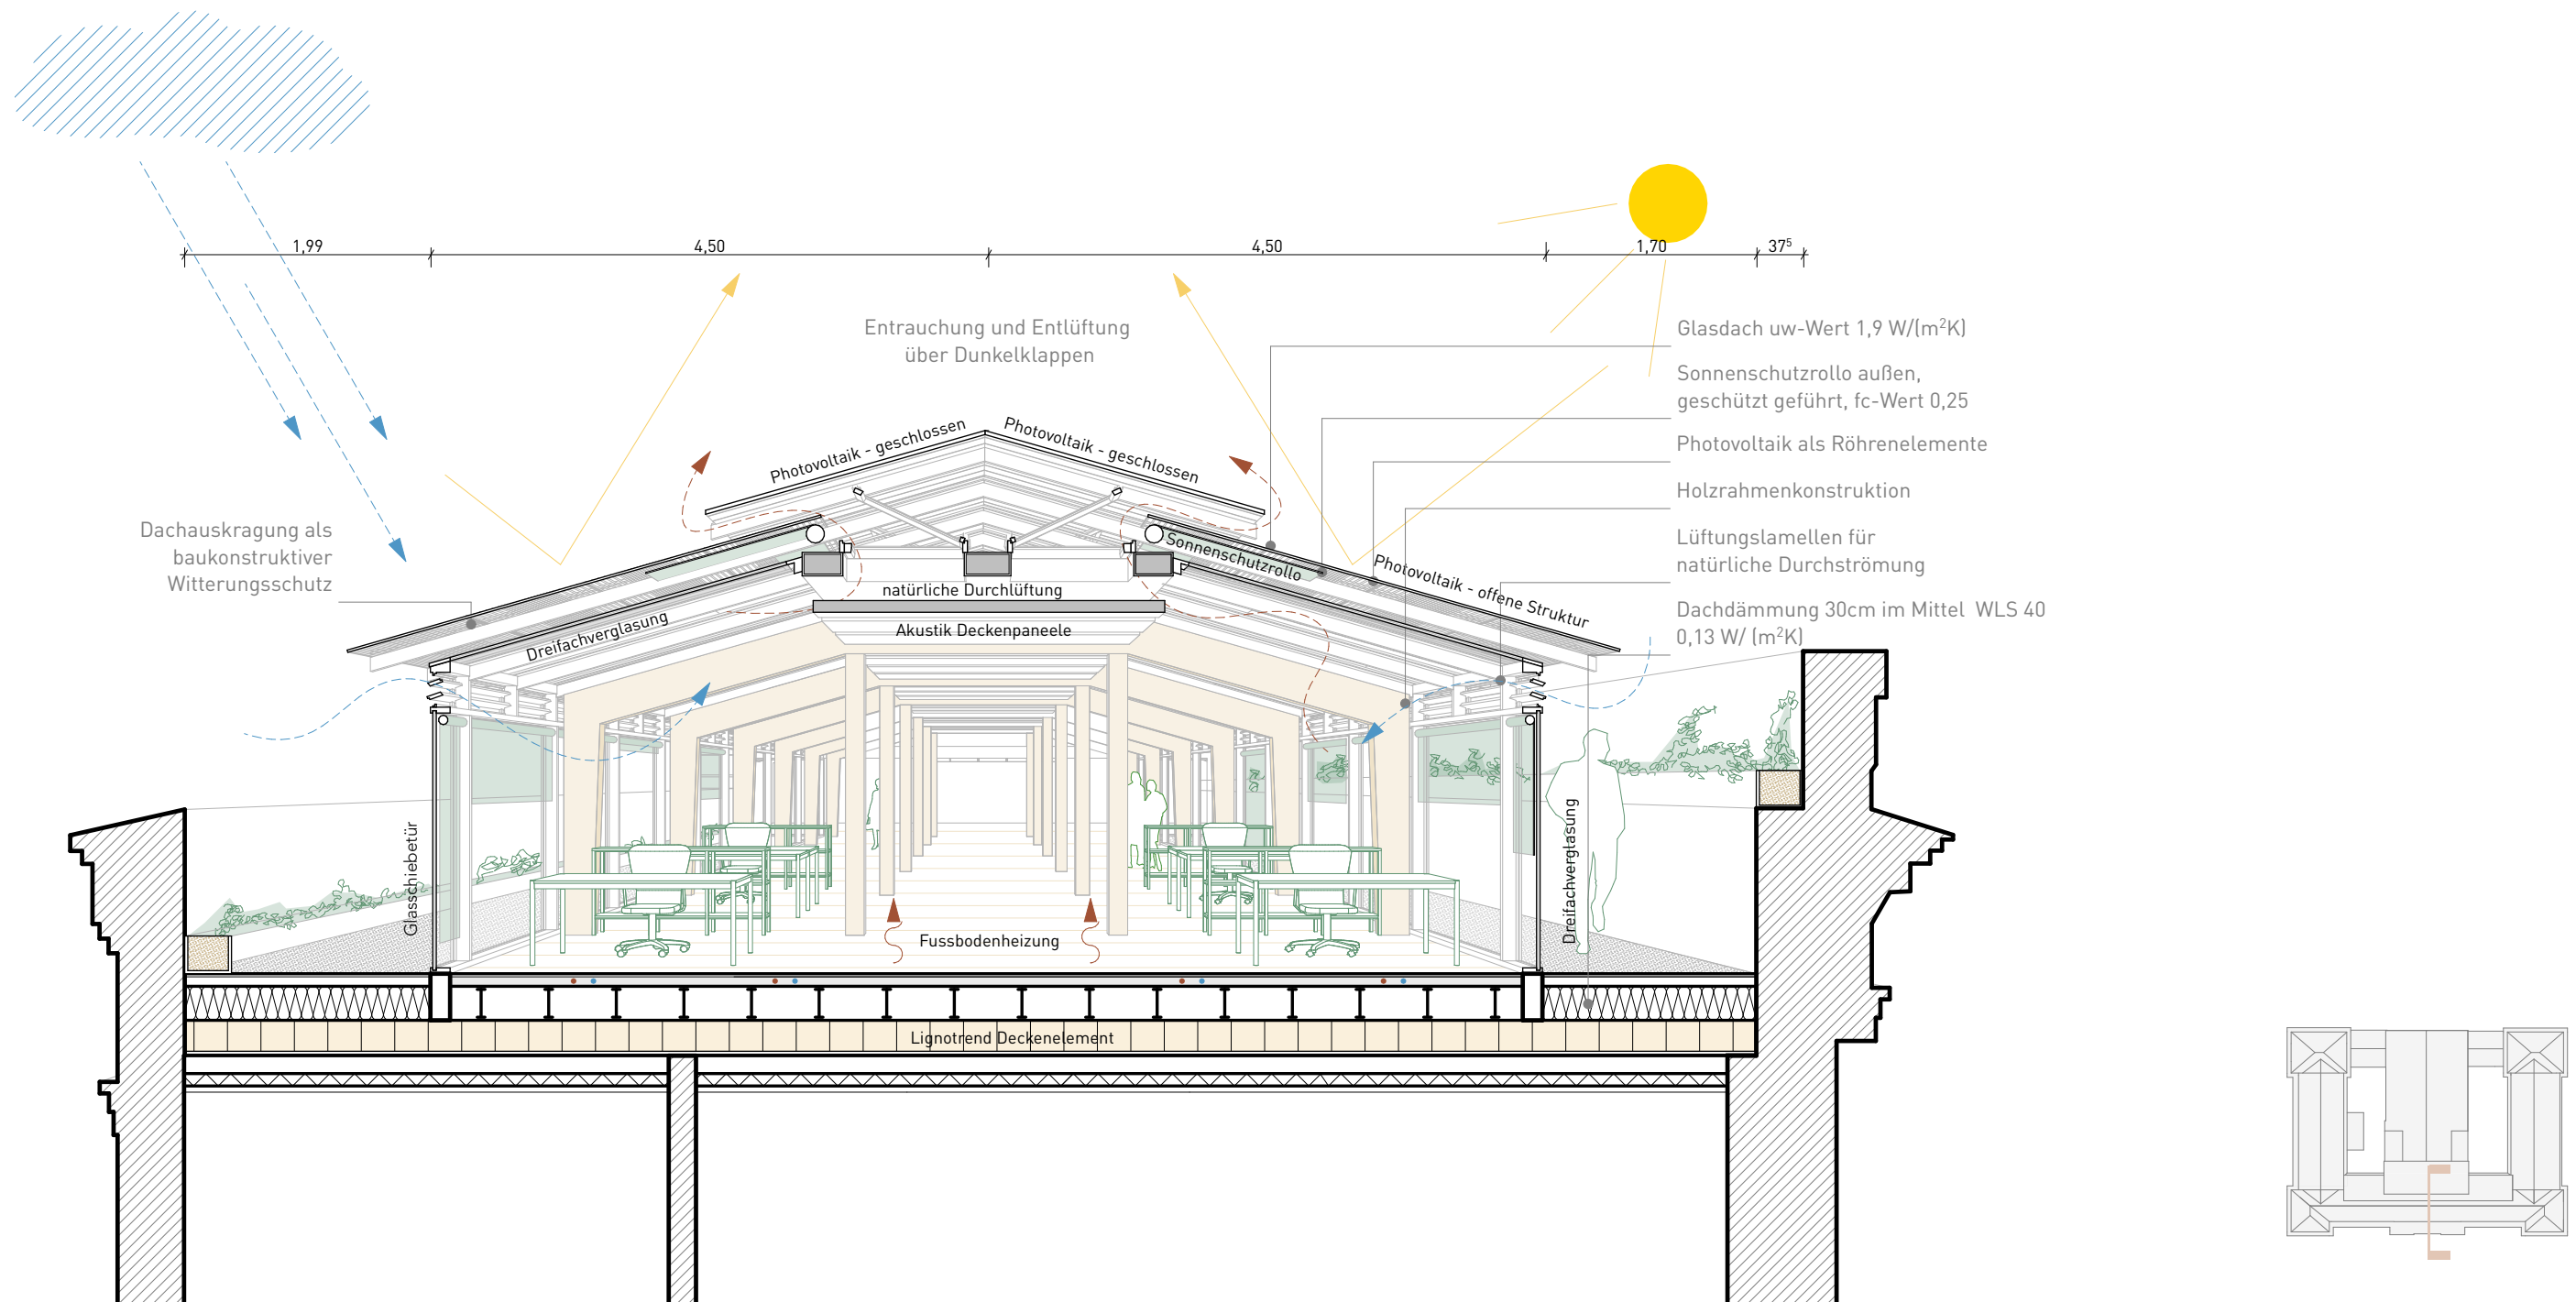 1,99
4,50
4,50
1,70
37⁵
Entrauchung und Entlüftung
über Dunkelklappen
Glasdach uw-Wert 1,9 W/(m²K)
Sonnenschutzrollo außen,
geschützt geführt, fc-Wert 0,25
Photovoltaik als Röhrenelemente
Holzrahmenkonstruktion
Lüftungslamellen für
natürliche Durchströmung
Dachdämmung 30cm im Mittel WLS 40
0,13 W/ (m²K)
Dachauskragung als
baukonstruktiver
Witterungsschutz
Photovoltaik - geschlossen
Photovoltaik - geschlossen
Sonnenschutzrollo
Photovoltaik - offene Struktur
Dreifachverglasung
natürliche Durchlüftung
Akustik Deckenpaneele
Glasschiebetür
Dreifachverglasung
Fussbodenheizung
Lignotrend Deckenelement